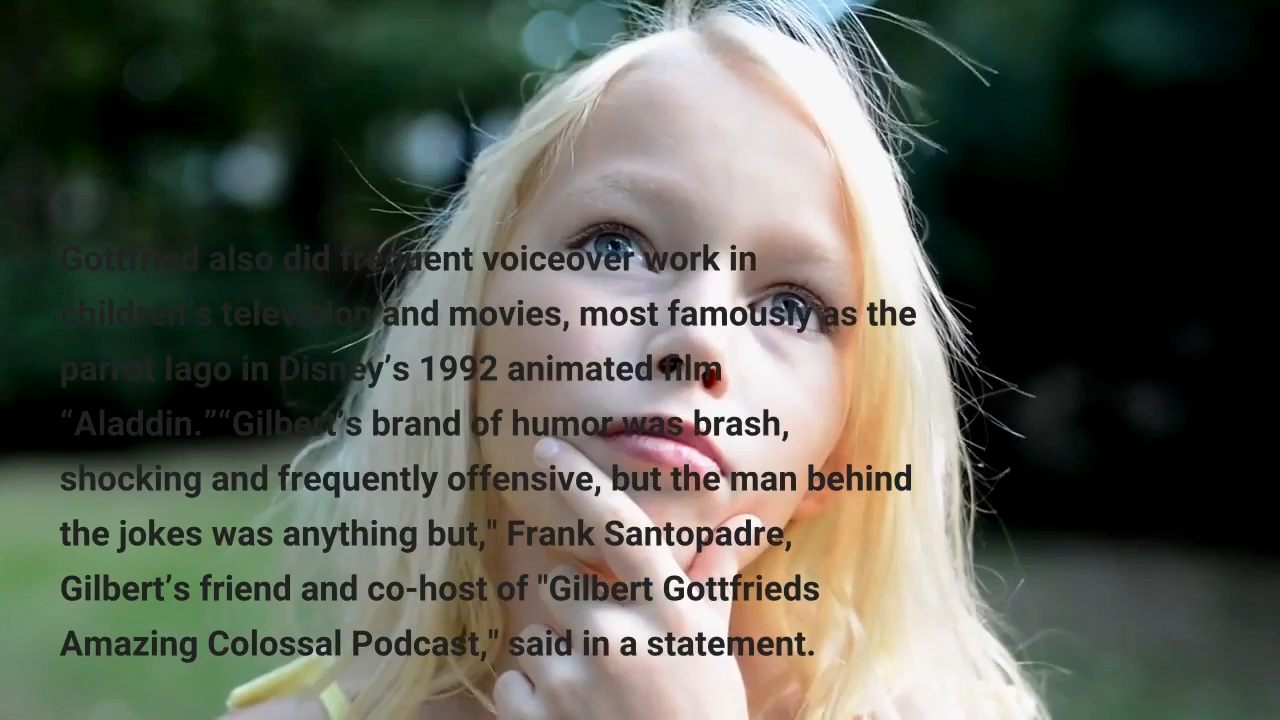 Gottfried also did frequent voiceover work in
children's television and movies, most famously as the
parrot Iago in Disney’s 1992 animated film
“Aladdin.”“Gilbert’s brand of humor was brash,
shocking and frequently offensive, but the man behind
the jokes was anything but," Frank Santopadre,
Gilbert’s friend and co-host of "Gilbert Gottfrieds
Amazing Colossal Podcast," said in a statement.